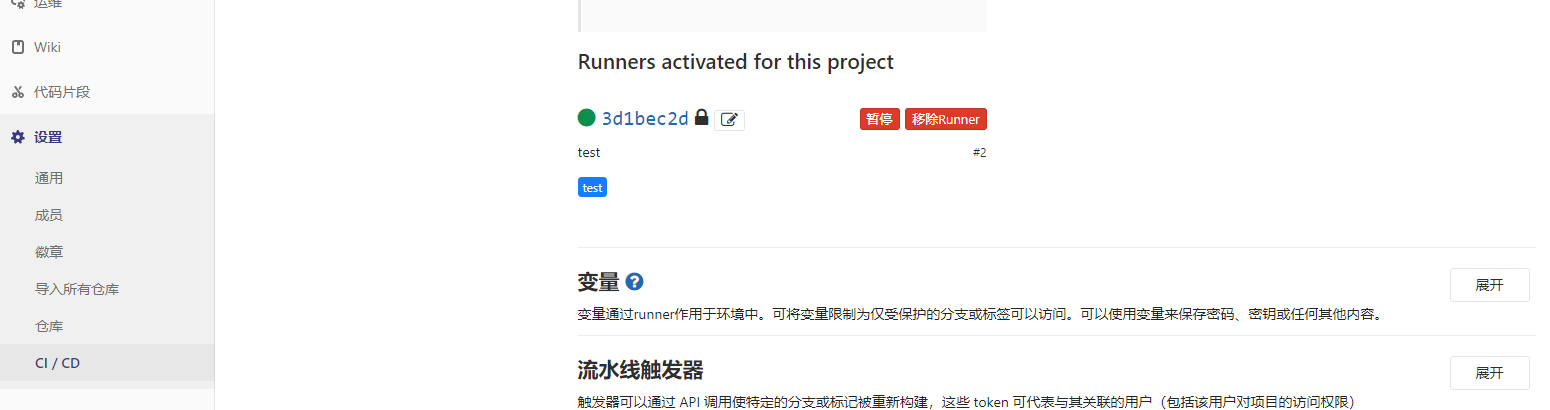 运维
Wiki
代码片段
设置
通用
成员
徽章
导入所有仓库
仓库
CI / CD
Runners activated for this project
3d1bec2d 暂停 移除Runner
test #2
test
变量 展开
变量通过runner作用于环境中。可将变量限制为仅受保护的分支或标签可以访问。可以使用变量来保存密码、密钥或任何其他内容。
流水线触发器 展开
触发器可以通过 API 调用使特定的分支或标记被重新构建，这些 token 可代表与其关联的用户（包括该用户对项目的访问权限）